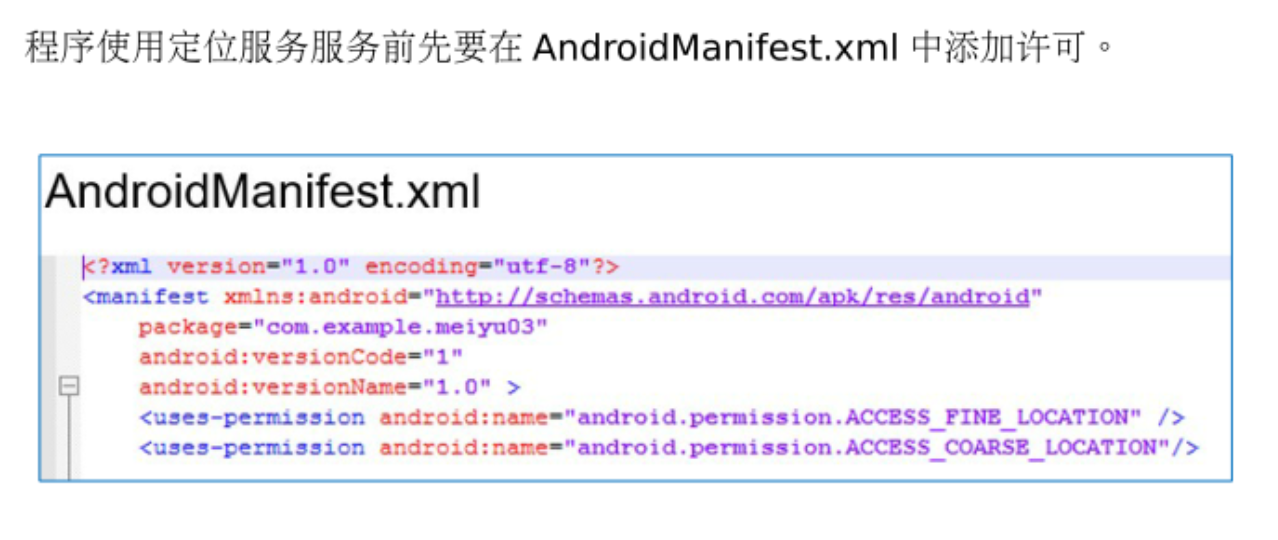 程序使用定位服务服务前先要在 AndroidManifest.xml 中添加许可。
AndroidManifest.xml
<?xml version="1.0" encoding="utf-8"?>
<manifest xmlns:android="http://schemas.android.com/apk/res/android"
package="com.example.meiyu03"
android:versionCode="1"
android:versionName="1.0" >
<uses-permission android:name="android.permission.ACCESS_FINE_LOCATION" />
<uses-permission android:name="android.permission.ACCESS_COARSE_LOCATION"/>